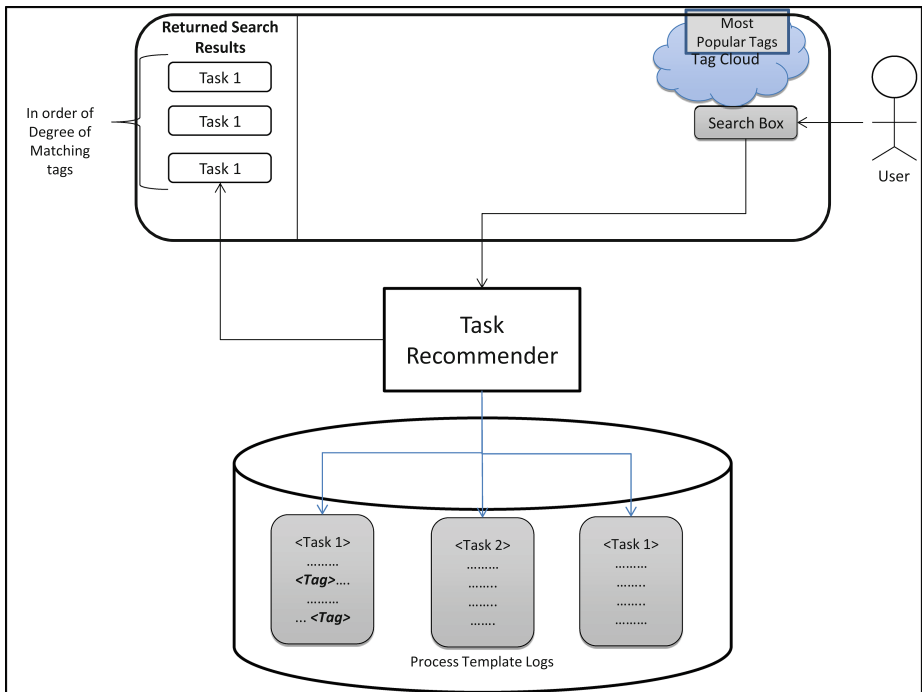 Returned Search
Results
Task 1
Task 1
Task 1
In order of
Degree of
Matching
tags
Most
Popular Tags
Tag Cloud
Search Box
User
Task
Recommender
<Task 1>
………
<Tag>….
………
… <Tag>
<Task 2>
………
……..
……..
…….
<Task 1>
………
……..
……..
………
Process Template Logs